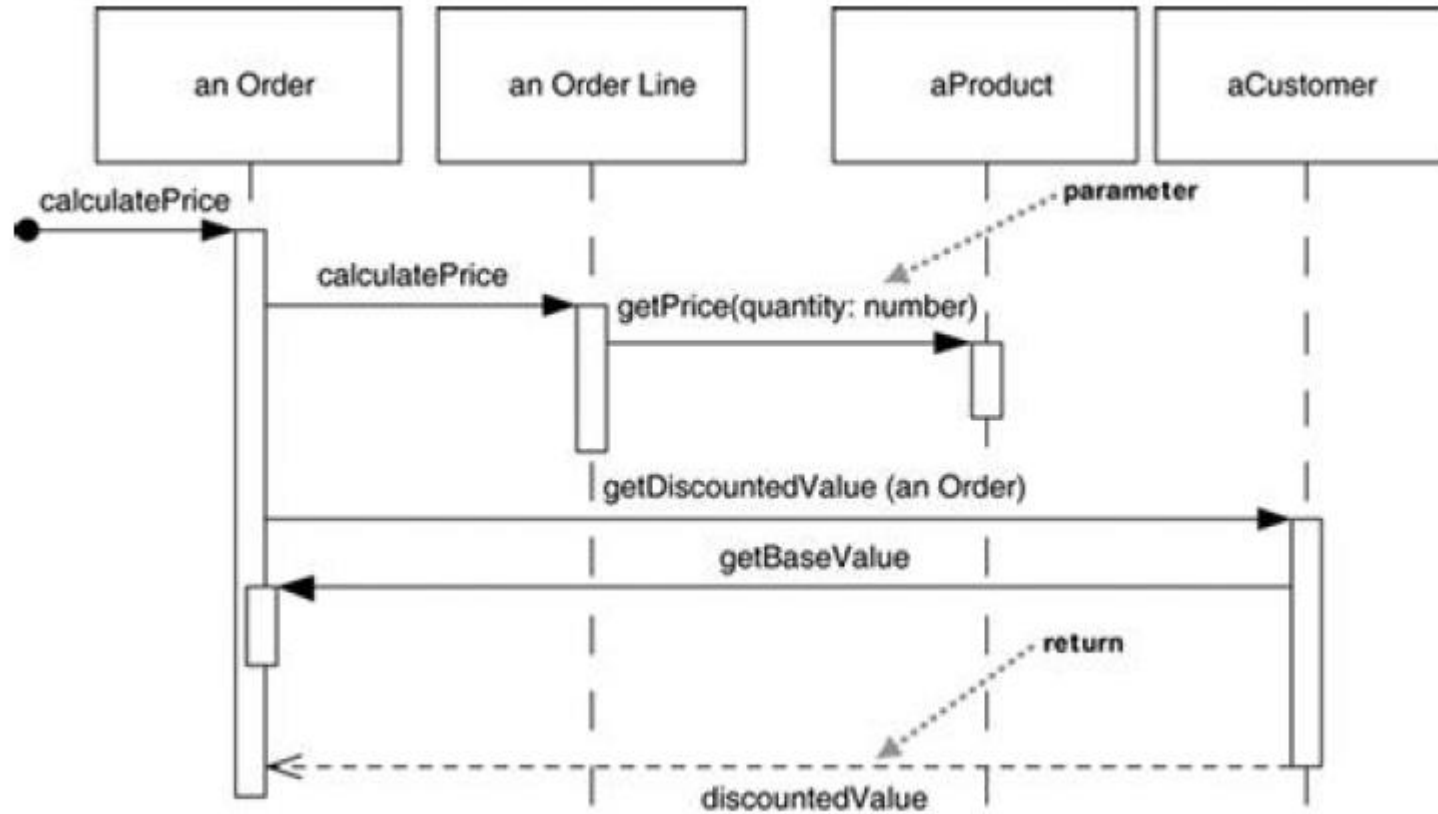 an Order
an Order Line
aProduct
aCustomer
parameter
calculatePrice
calculatePrice
getPrice(quantity: number)
getDiscountedValue (an Order)
getBaseValue
return
discountedValue